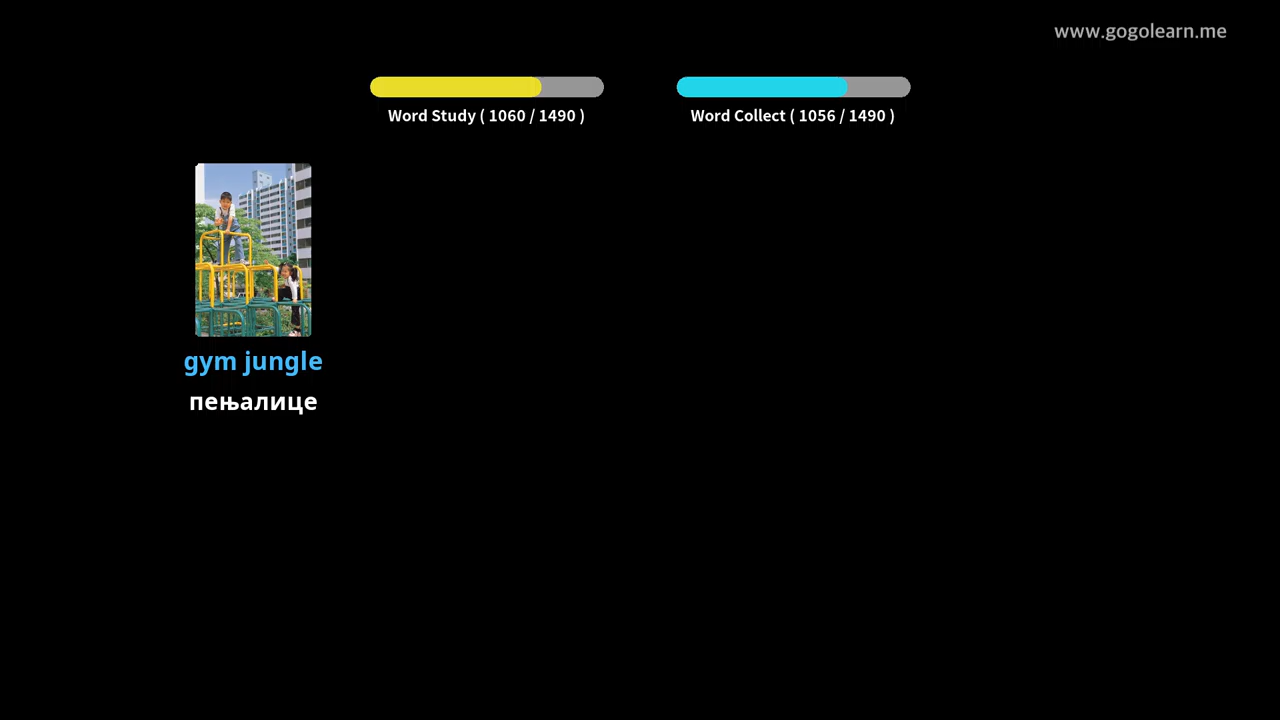 www.gogolearn.me
Word Study ( 1060 / 1490 )
Word Collect ( 1056 / 1490 )
gym jungle
пењалице